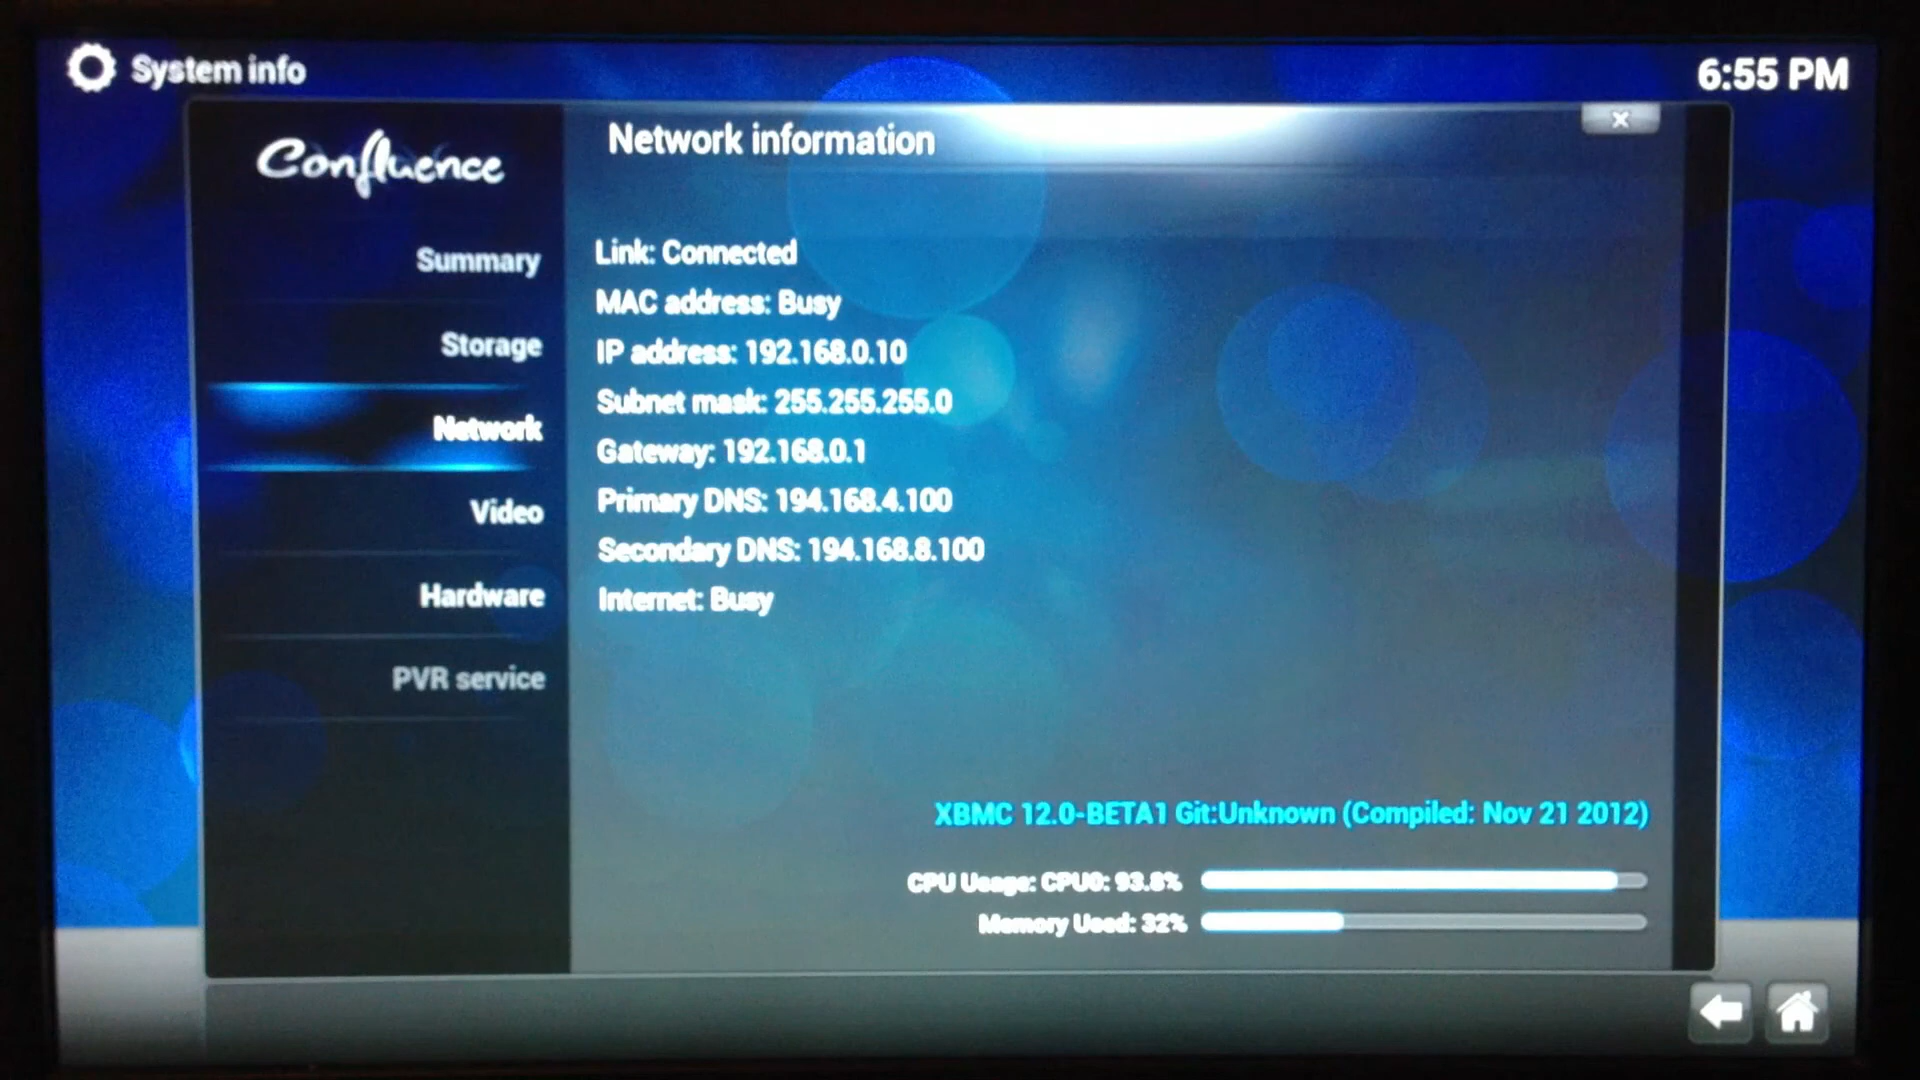 System info
6:55 PM
Confluence
Network information
Summary
Storage
Network
Video
Hardware
PVR service
Link: Connected
MAC address: Busy
IP address: 192.168.0.10
Subnet mask: 255.255.255.0
Gateway: 192.168.0.1
Primary DNS: 194.168.4.100
Secondary DNS: 194.168.8.100
Internet: Busy
XBMC 12.0-BETA1 Git:Unknown (Compiled: Nov 21 2012)
CPU Usage: CPU0: 93.8%
Memory Used: 32%